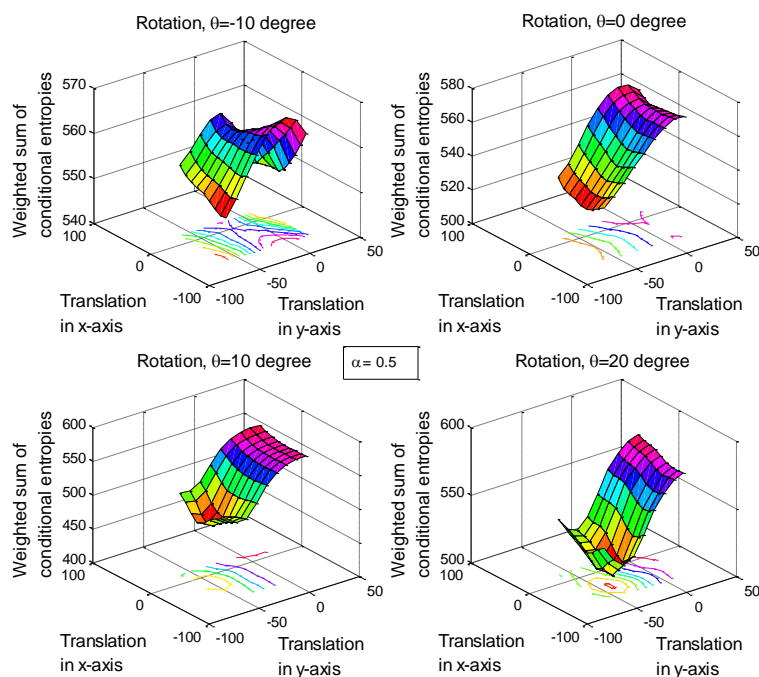 Rotation, θ=-10 degree
Weighted sum of
conditional entropies
570
560
550
540
100
0
-100
-100
-50
0
50
Translation
in x-axis
Translation
in y-axis
Rotation, θ=0 degree
Weighted sum of
conditional entropies
580
560
540
520
500
100
0
-100
-100
-50
0
50
Translation
in x-axis
Translation
in y-axis
Rotation, θ=10 degree
α= 0.5
Weighted sum of
conditional entropies
600
550
500
450
400
100
0
-100
-100
-50
0
50
Translation
in x-axis
Translation
in y-axis
Rotation, θ=20 degree
Weighted sum of
conditional entropies
600
550
500
100
0
-100
-100
-50
0
50
Translation
in x-axis
Translation
in y-axis